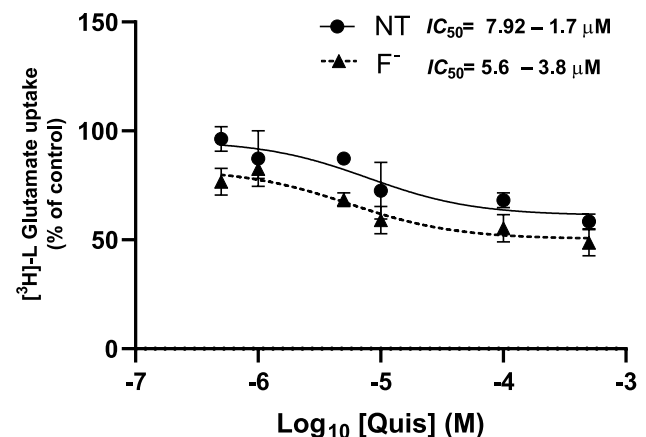 150
NT IC50= 7.92 – 1.7 μM
F- IC50= 5.6 – 3.8 μM
[3H]-L Glutamate uptake
(% of control)
100
50
0
-7 -6 -5 -4 -3
Log10 [Quis] (M)